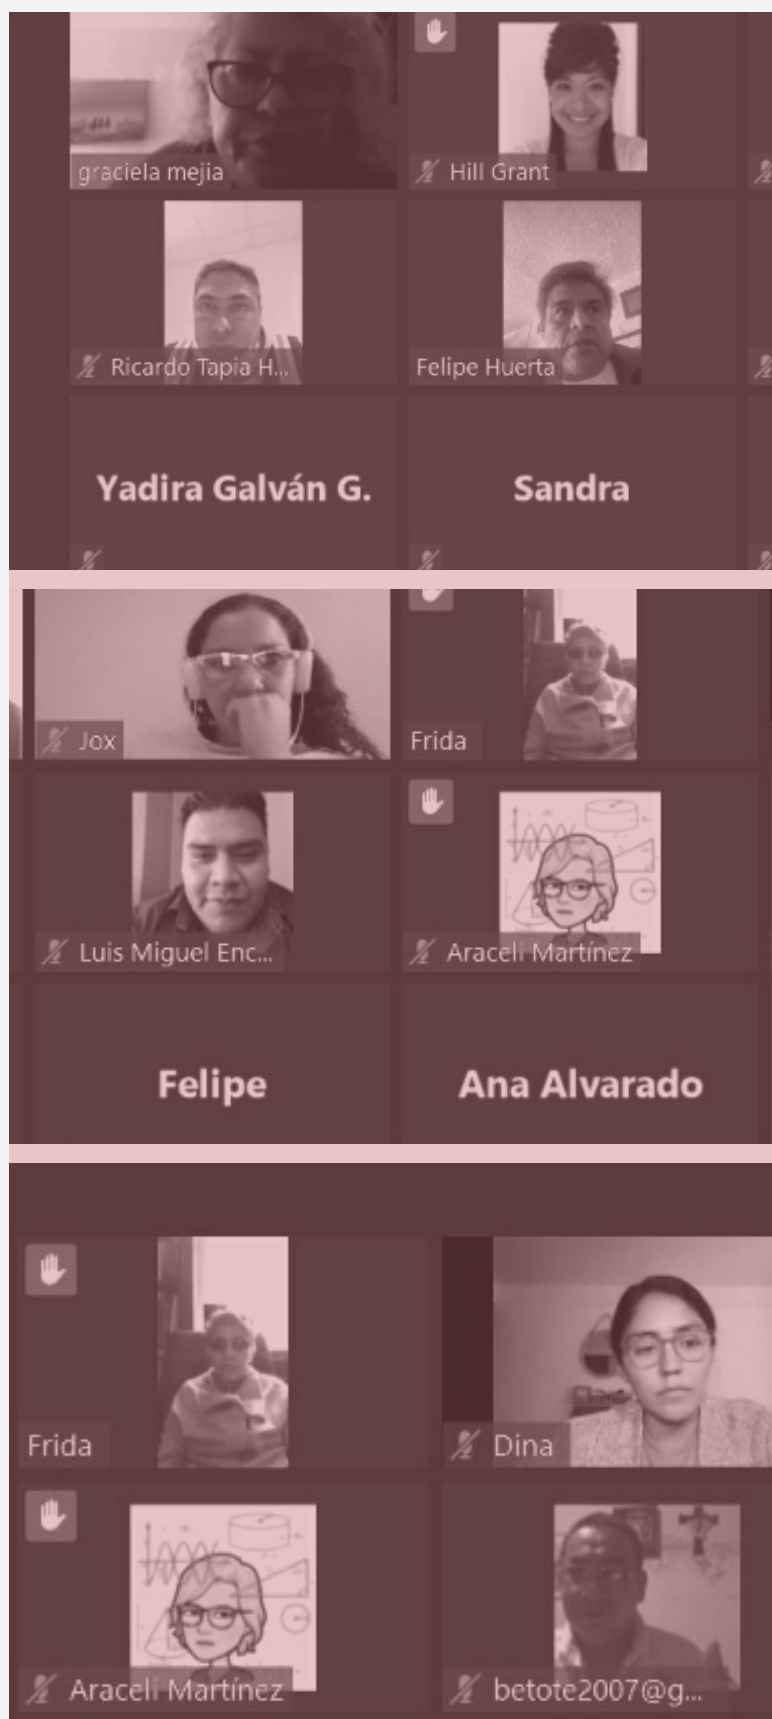 graciela mejia
Hill Grant
Ricardo Tapia H...
Felipe Huerta
Yadira Galván G.
Sandra
Jox
Frida
Luis Miguel Enc...
Araceli Martínez
Felipe
Ana Alvarado
Frida
Dina
Araceli Martínez
betote2007@g...